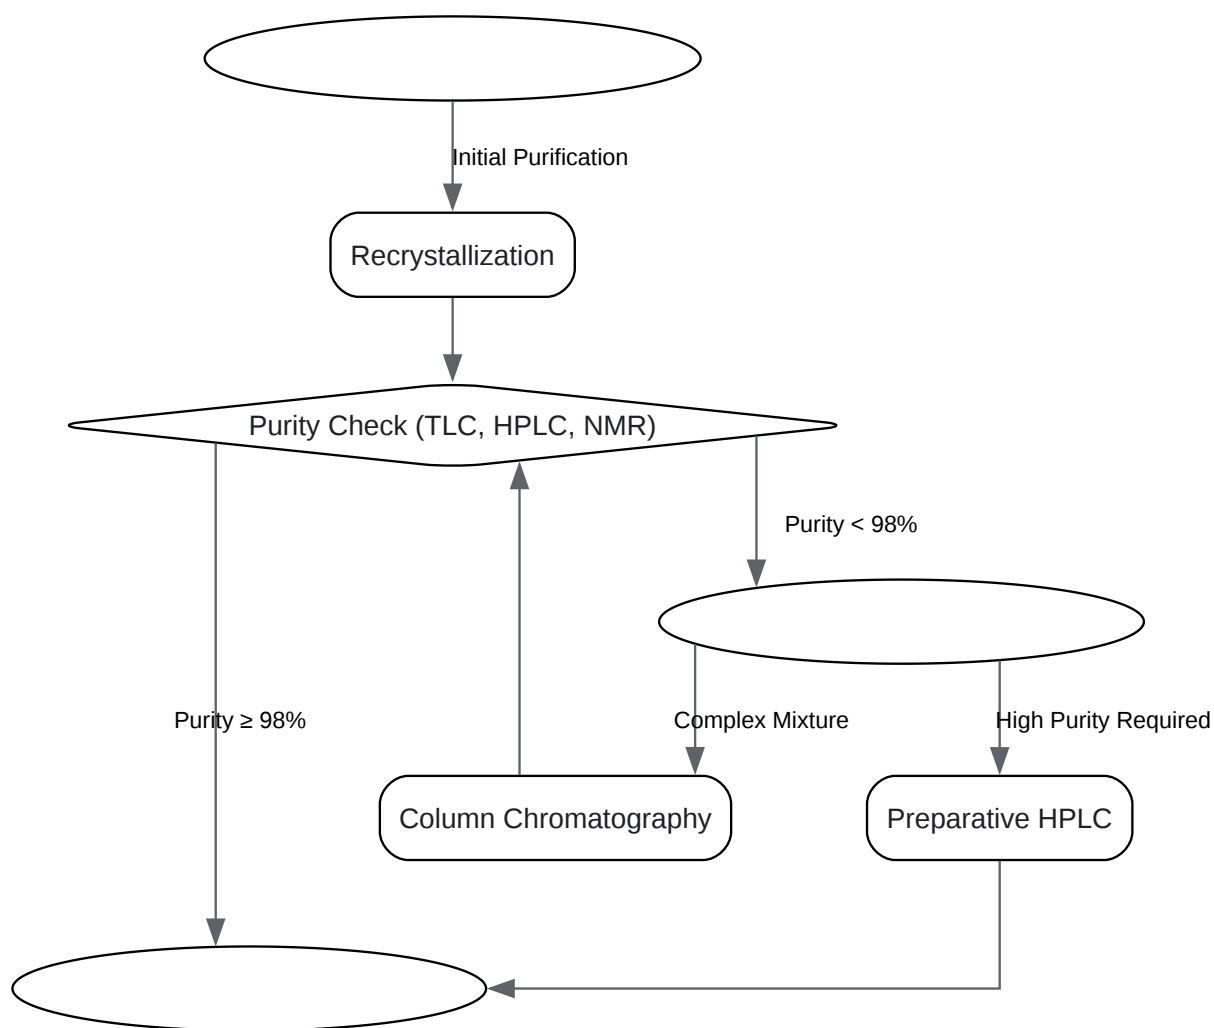 Initial Purification
Recrystallization
Purity Check (TLC, HPLC, NMR)
Purity < 98%
Purity ≥ 98%
Complex Mixture
High Purity Required
Column Chromatography
Preparative HPLC